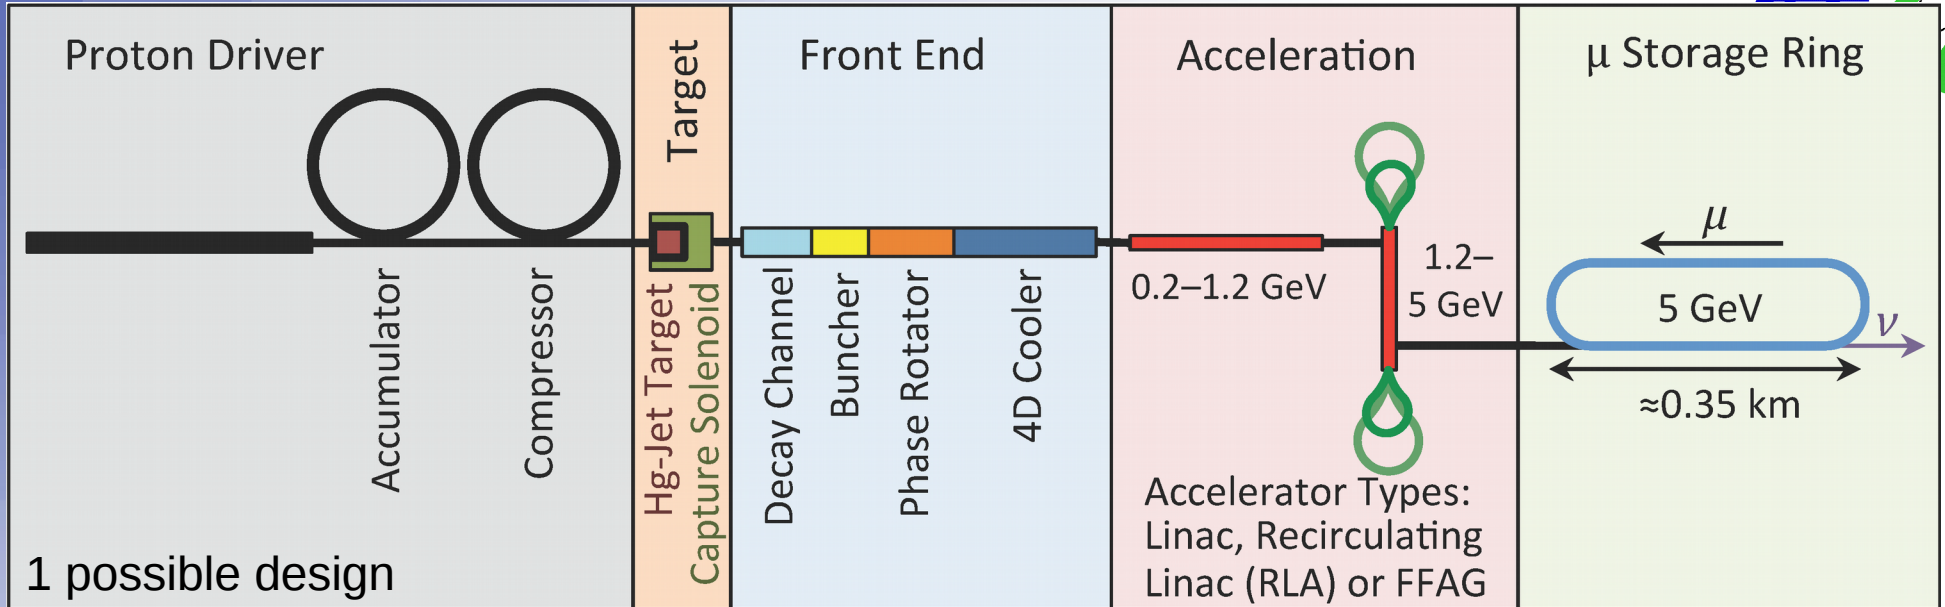 Proton Driver
Accumulator
Compressor
1 possible design
Target
Hg-Jet Target
Capture Solenoid
Front End
Decay Channel
Buncher
Phase Rotator
4D Cooler
Acceleration
0.2–1.2 GeV
1.2–
5 GeV
Accelerator Types:
Linac, Recirculating
Linac (RLA) or FFAG
μ Storage Ring
μ
5 GeV
ν
≈0.35 km